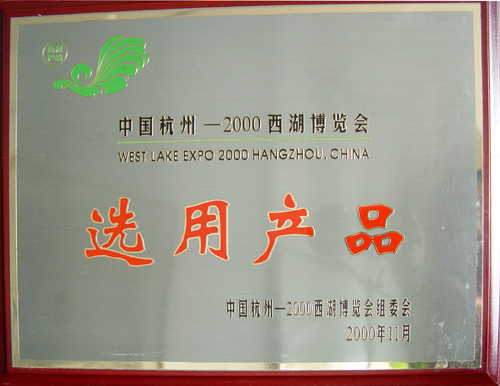 中国杭州—2000西湖博览会
WEST LAKE EXPO 2000 HANGZHOU, CHINA
选用产品
中国杭州—2000西湖博览会组委会
2000年11月